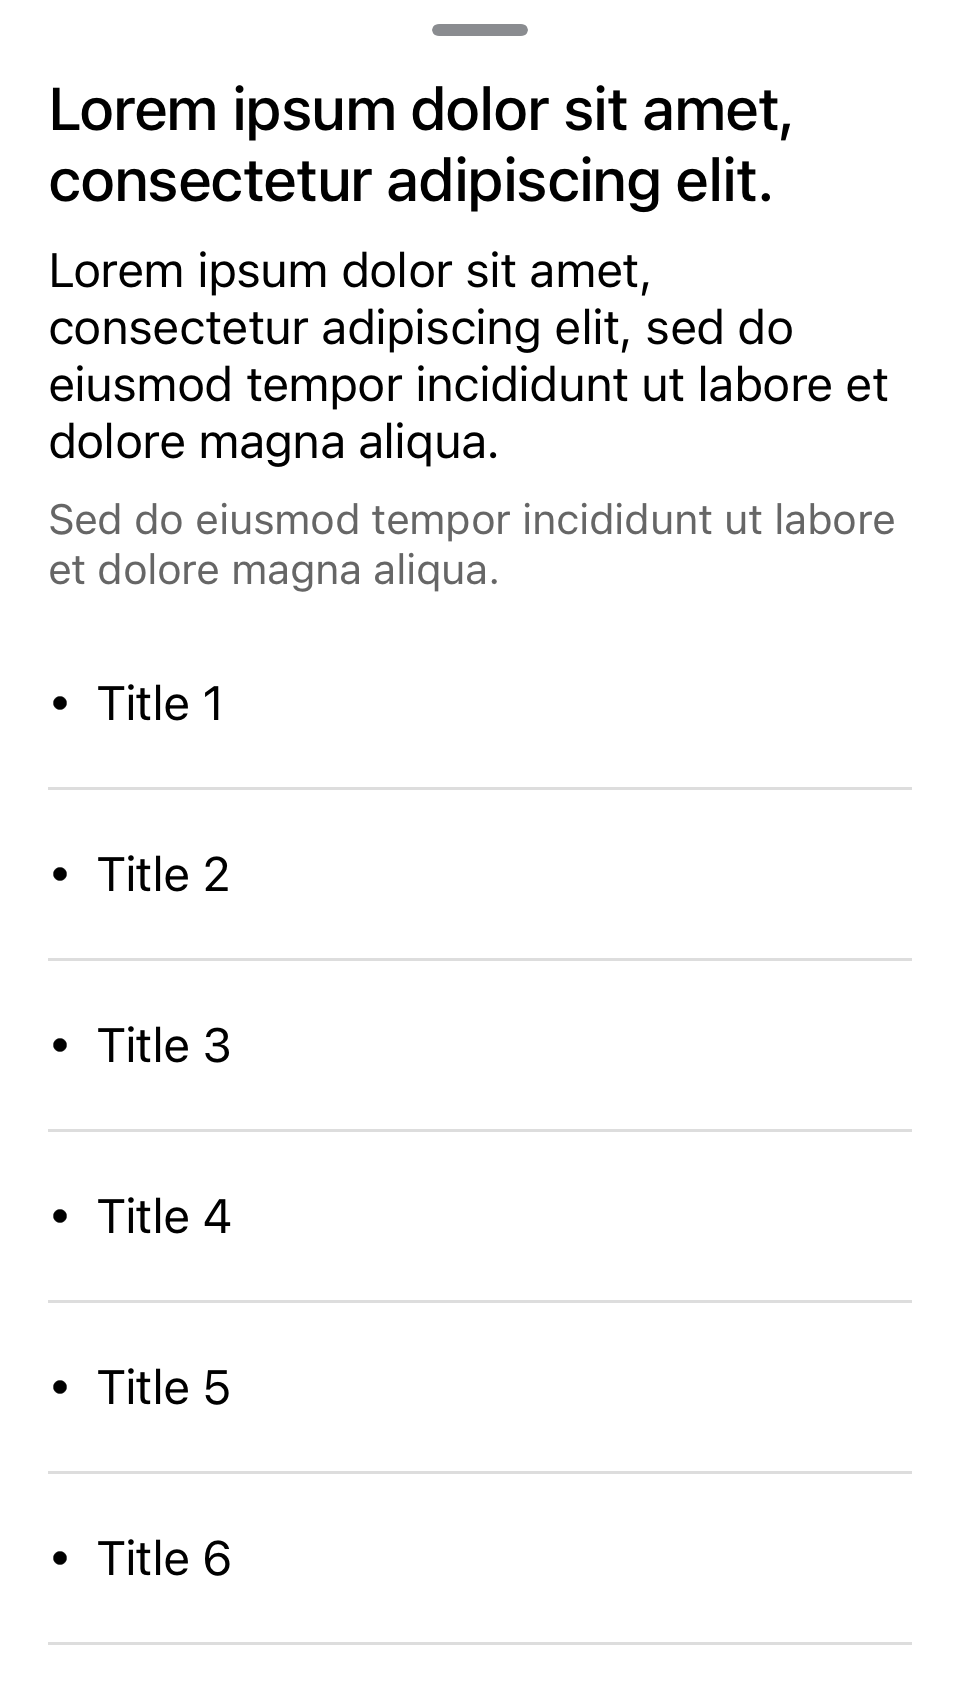 Lorem ipsum dolor sit amet,
consectetur adipiscing elit.
Lorem ipsum dolor sit amet,
consectetur adipiscing elit, sed do
eiusmod tempor incididunt ut labore et
dolore magna aliqua.
Sed do eiusmod tempor incididunt ut labore
et dolore magna aliqua.
• Title 1
• Title 2
• Title 3
• Title 4
• Title 5
• Title 6